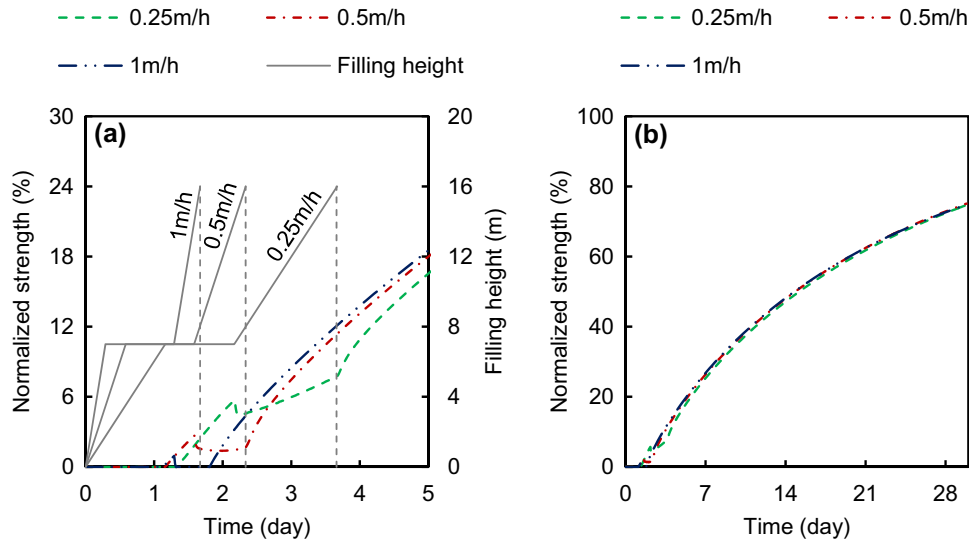 0.25m/h
0.5m/h
1m/h
Filling height
(a)
Normalized strength (%)
30
24
18
12
6
0
1m/h
0.5m/h
0.25m/h
20
16
12
8
4
0
Filling height (m)
0 1 2 3 4 5
Time (day)
0.25m/h
0.5m/h
1m/h
(b)
Normalized strength (%)
100
80
60
40
20
0
0 7 14 21 28
Time (day)